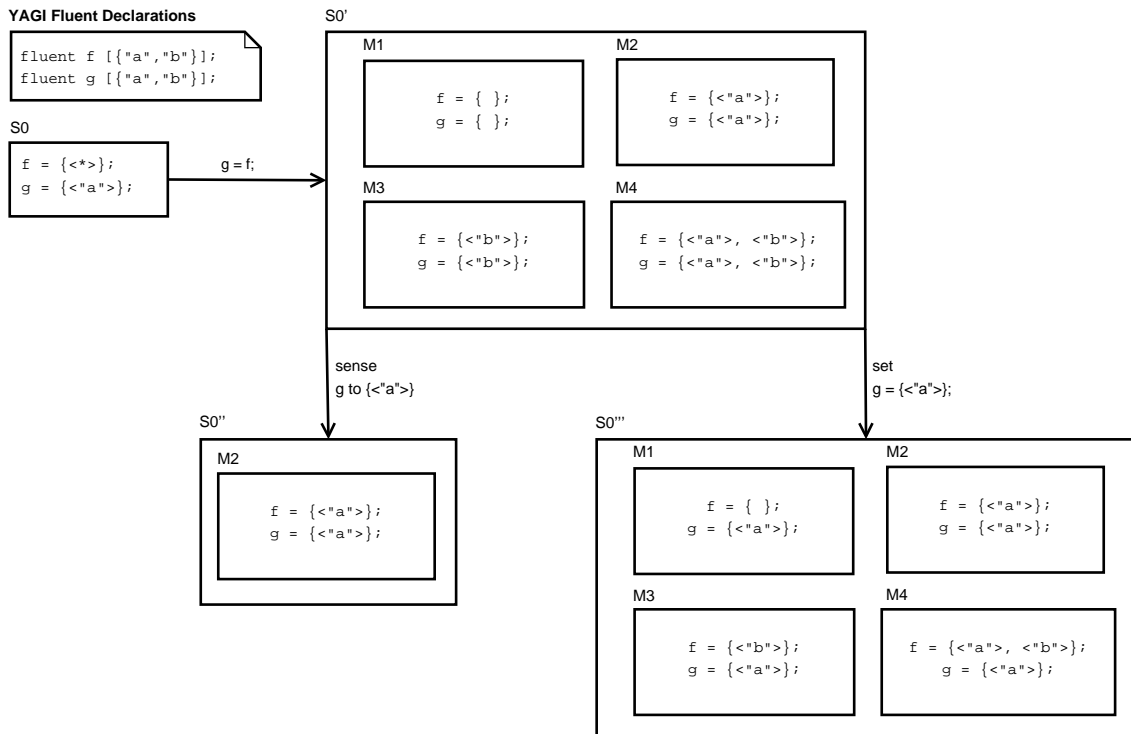 YAGI Fluent Declarations
fluent f [{"a","b"}];
fluent g [{"a","b"}];
S0
f = {<*>};
g = {<"a">};
g = f;
S0'
M1
f = { };
g = { };
M2
f = {<"a">};
g = {<"a">};
M3
f = {<"b">};
g = {<"b">};
M4
f = {<"a">, <"b">};
g = {<"a">, <"b">};
sense
g to {<"a">}
set
g = {<"a">};
S0''
M2
f = {<"a">};
g = {<"a">};
S0'''
M1
f = { };
g = {<"a">};
M2
f = {<"a">};
g = {<"a">};
M3
f = {<"b">};
g = {<"a">};
M4
f = {<"a">, <"b">};
g = {<"a">};